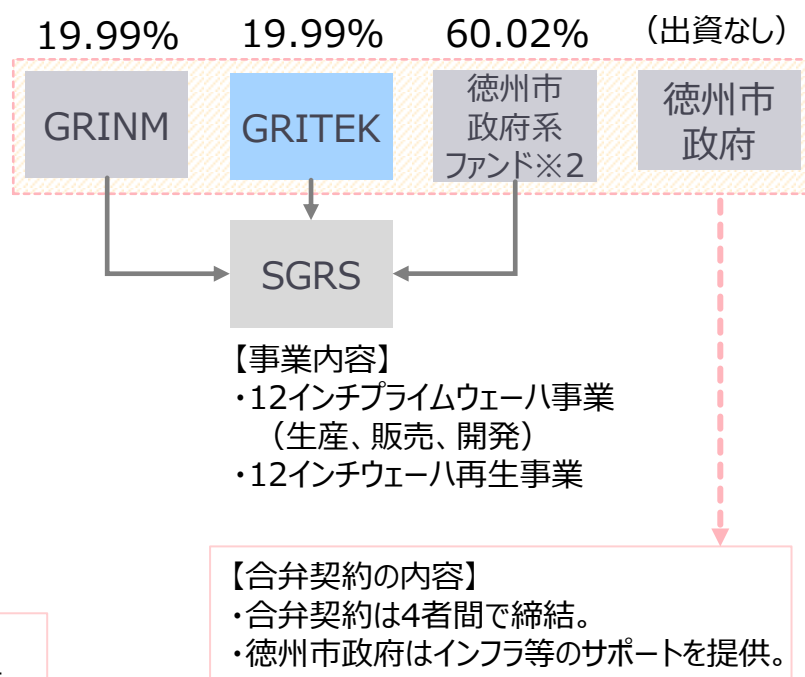 19.99%
19.99%
60.02%
（出資なし）
GRINM
GRITEK
徳州市
政府系
ファンド※2
徳州市
政府
SGRS
【事業内容】
・12インチプライムウェーハ事業
（生産、販売、開発）
・12インチウェーハ再生事業
【合弁契約の内容】
・合弁契約は4者間で締結。
・徳州市政府はインフラ等のサポートを提供。